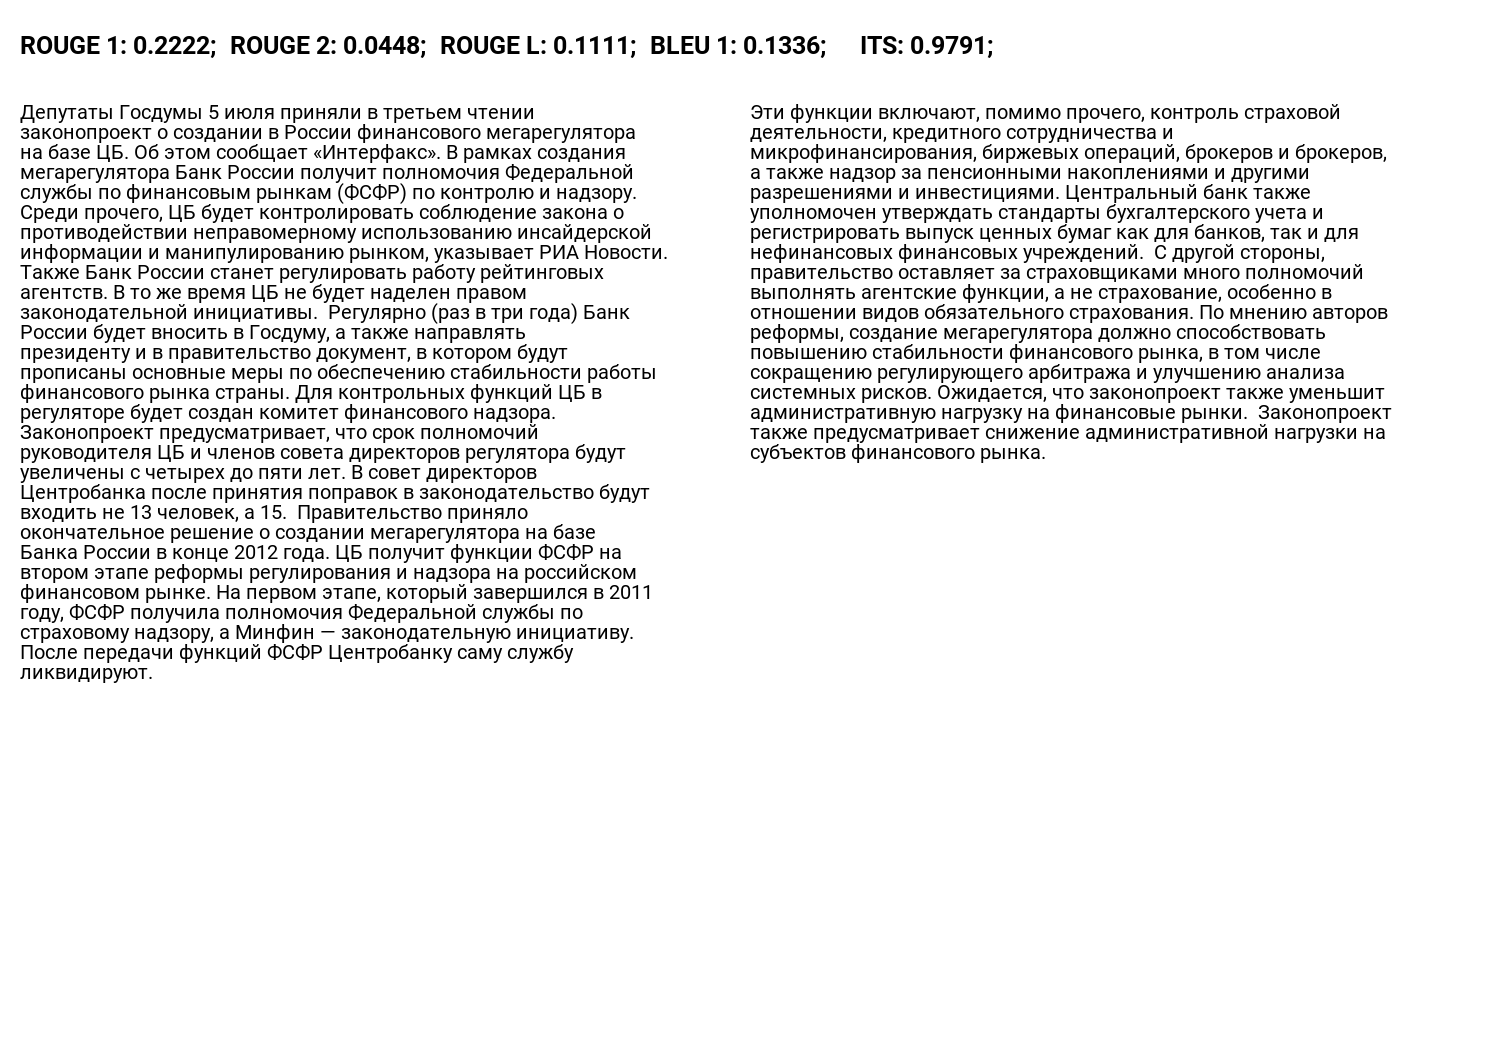 ROUGE 1: 0.2222;  ROUGE 2: 0.0448;  ROUGE L: 0.1111;  BLEU 1: 0.1336;     ITS: 0.9791;
Депутаты Госдумы 5 июля приняли в третьем чтении
законопроект о создании в России финансового мегарегулятора
на базе ЦБ. Об этом сообщает «Интерфакс». В рамках создания
мегарегулятора Банк России получит полномочия Федеральной
службы по финансовым рынкам (ФСФР) по контролю и надзору.
Среди прочего, ЦБ будет контролировать соблюдение закона о
противодействии неправомерному использованию инсайдерской
информации и манипулированию рынком, указывает РИА Новости.
Также Банк России станет регулировать работу рейтинговых
агентств. В то же время ЦБ не будет наделен правом
законодательной инициативы.  Регулярно (раз в три года) Банк
России будет вносить в Госдуму, а также направлять
президенту и в правительство документ, в котором будут
прописаны основные меры по обеспечению стабильности работы
финансового рынка страны. Для контрольных функций ЦБ в
регуляторе будет создан комитет финансового надзора.
Законопроект предусматривает, что срок полномочий
руководителя ЦБ и членов совета директоров регулятора будут
увеличены с четырех до пяти лет. В совет директоров
Центробанка после принятия поправок в законодательство будут
входить не 13 человек, а 15.  Правительство приняло
окончательное решение о создании мегарегулятора на базе
Банка России в конце 2012 года. ЦБ получит функции ФСФР на
втором этапе реформы регулирования и надзора на российском
финансовом рынке. На первом этапе, который завершился в 2011
году, ФСФР получила полномочия Федеральной службы по
страховому надзору, а Минфин — законодательную инициативу.
После передачи функций ФСФР Центробанку саму службу
ликвидируют.
Эти функции включают, помимо прочего, контроль страховой
деятельности, кредитного сотрудничества и
микрофинансирования, биржевых операций, брокеров и брокеров,
а также надзор за пенсионными накоплениями и другими
разрешениями и инвестициями. Центральный банк также
уполномочен утверждать стандарты бухгалтерского учета и
регистрировать выпуск ценных бумаг как для банков, так и для
нефинансовых финансовых учреждений.  С другой стороны,
правительство оставляет за страховщиками много полномочий
выполнять агентские функции, а не страхование, особенно в
отношении видов обязательного страхования. По мнению авторов
реформы, создание мегарегулятора должно способствовать
повышению стабильности финансового рынка, в том числе
сокращению регулирующего арбитража и улучшению анализа
системных рисков. Ожидается, что законопроект также уменьшит
административную нагрузку на финансовые рынки.  Законопроект
также предусматривает снижение административной нагрузки на
субъектов финансового рынка.